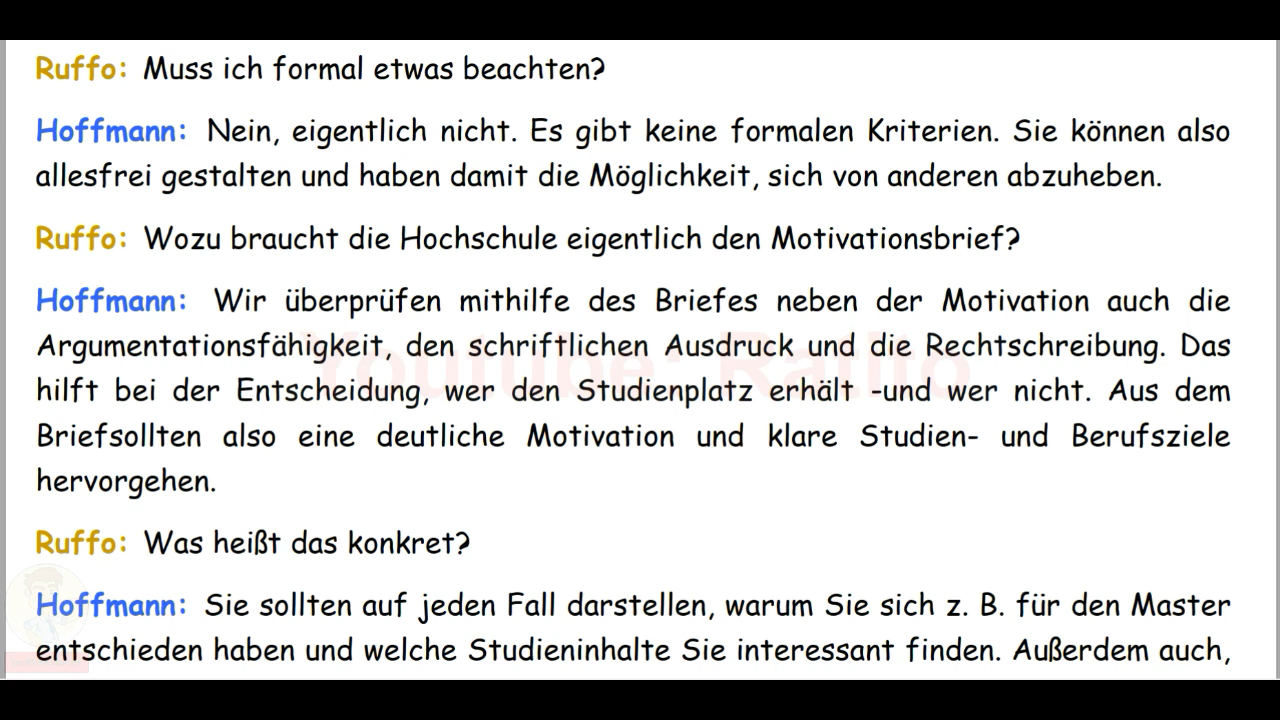 Ruffo: Muss ich formal etwas beachten?
Hoffmann: Nein, eigentlich nicht. Es gibt keine formalen Kriterien. Sie können also
allesfrei gestalten und haben damit die Möglichkeit, sich von anderen abzuheben.
Ruffo: Wozu braucht die Hochschule eigentlich den Motivationsbrief?
Hoffmann: Wir überprüfen mithilfe des Briefes neben der Motivation auch die
Argumentationsfähigkeit, den schriftlichen Ausdruck und die Rechtschreibung. Das
Youtube: Ratito
hilft bei der Entscheidung, wer den Studienplatz erhält -und wer nicht. Aus dem
Briefsollten also eine deutliche Motivation und klare Studien- und Berufsziele
hervorgehen.
Ruffo: Was heißt das konkret?
Hoffmann: Sie sollten auf jeden Fall darstellen, warum Sie sich z. B. für den Master
entschieden haben und welche Studieninhalte Sie interessant finden. Außerdem auch,